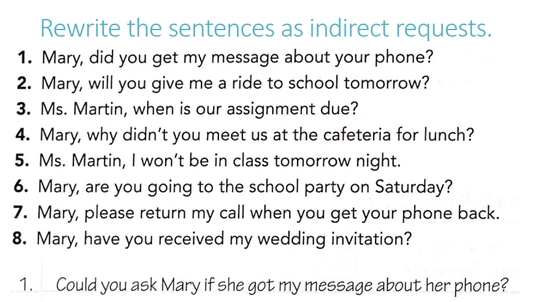 Rewrite the sentences as indirect requests.
1. Mary, did you get my message about your phone?
2. Mary, will you give me a ride to school tomorrow?
3. Ms. Martin, when is our assignment due?
4. Mary, why didn't you meet us at the cafeteria for lunch?
5. Ms. Martin, I won't be in class tomorrow night.
6. Mary, are you going to the school party on Saturday?
7. Mary, please return my call when you get your phone back.
8. Mary, have you received my wedding invitation?
1. Could you ask Mary if she got my message about her phone?